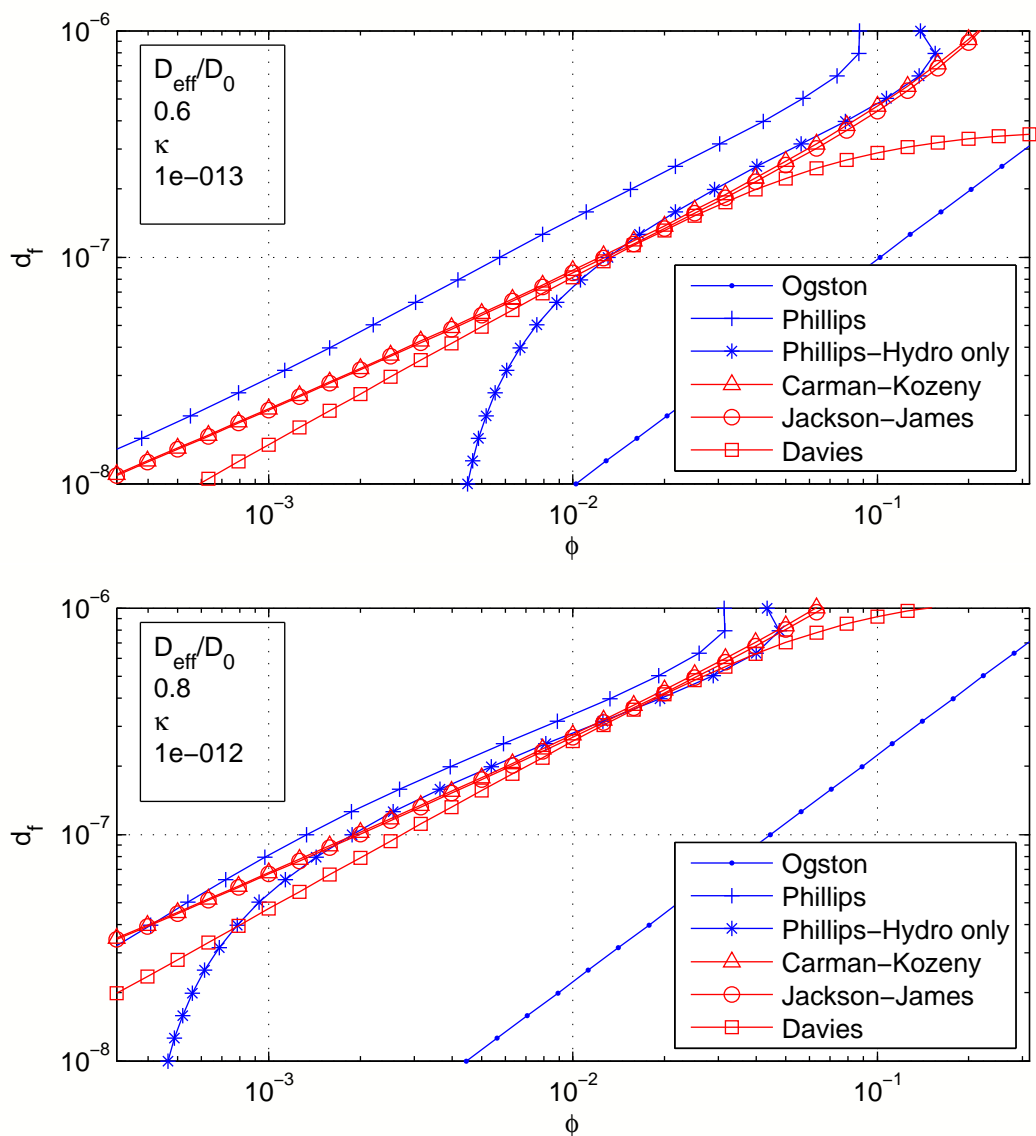 10⁻⁶
10⁻⁷
10⁻⁸
d_f
D_eff/D_0
0.6
κ
1e−013
Ogston
Phillips
Phillips−Hydro only
Carman−Kozeny
Jackson−James
Davies
10⁻³
10⁻²
10⁻¹
ϕ
10⁻⁶
10⁻⁷
10⁻⁸
d_f
D_eff/D_0
0.8
κ
1e−012
Ogston
Phillips
Phillips−Hydro only
Carman−Kozeny
Jackson−James
Davies
10⁻³
10⁻²
10⁻¹
ϕ